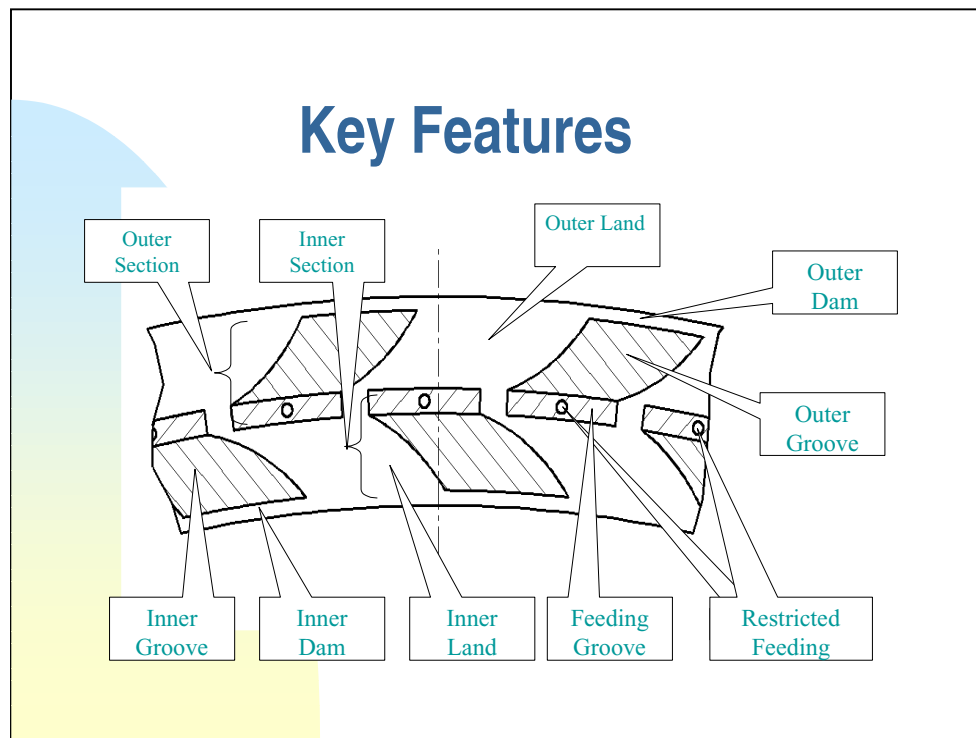 Key Features
Outer
Section
Inner
Section
Outer Land
Outer
Dam
Outer
Groove
Inner
Groove
Inner
Dam
Inner
Land
Feeding
Groove
Restricted
Feeding